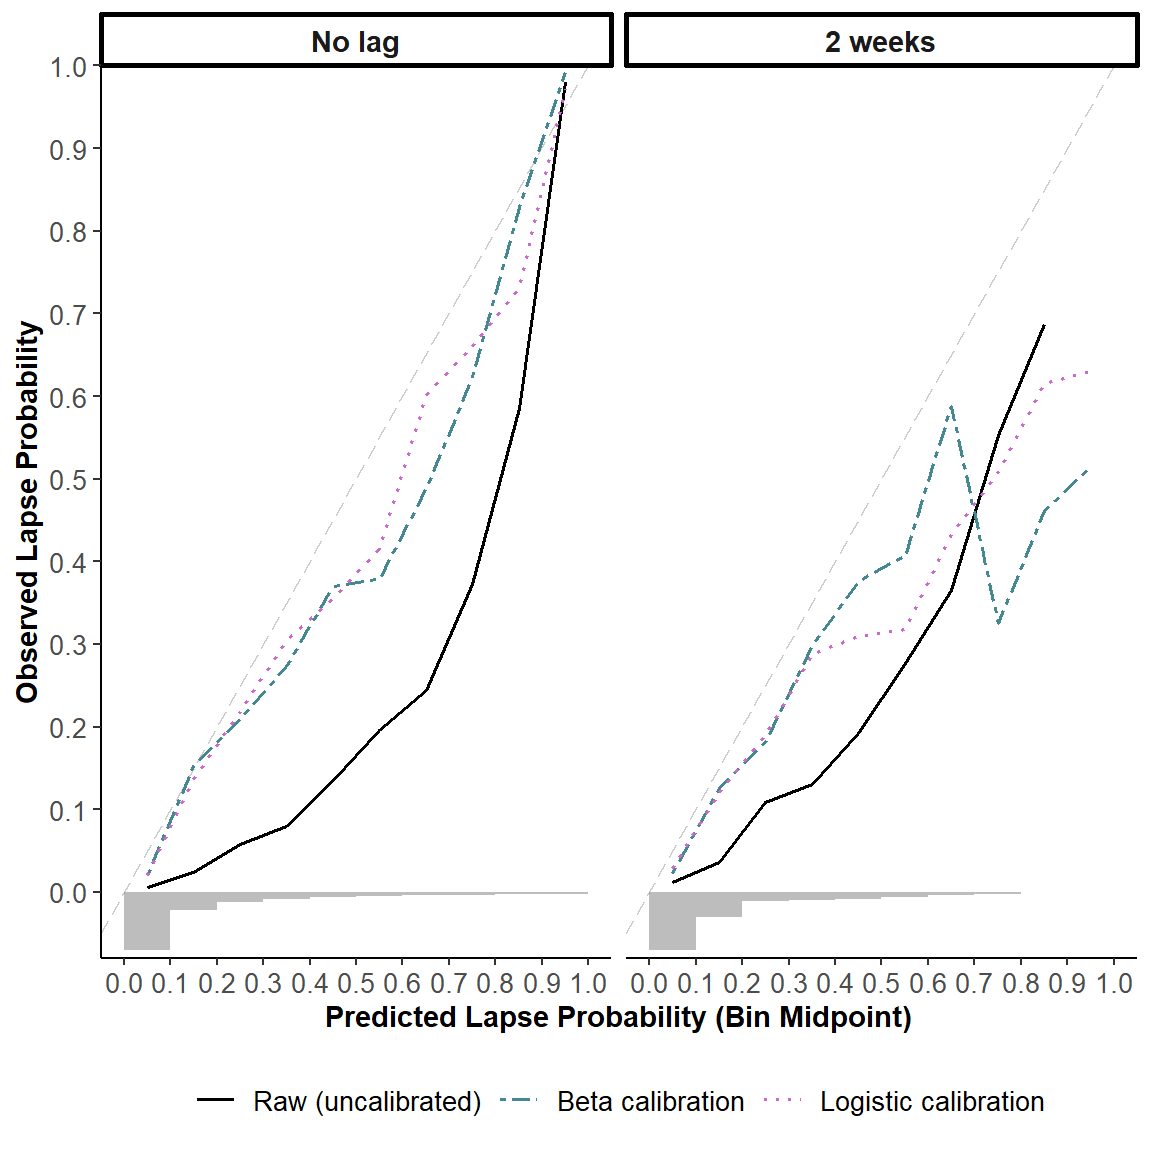 No lag
2 weeks
1.0
0.9
0.8
0.7
0.6
0.5
0.4
0.3
0.2
0.1
0.0
Observed Lapse Probability
0.0 0.1 0.2 0.3 0.4 0.5 0.6 0.7 0.8 0.9 1.0
0.0 0.1 0.2 0.3 0.4 0.5 0.6 0.7 0.8 0.9 1.0
Predicted Lapse Probability (Bin Midpoint)
Raw (uncalibrated) Beta calibration Logistic calibration